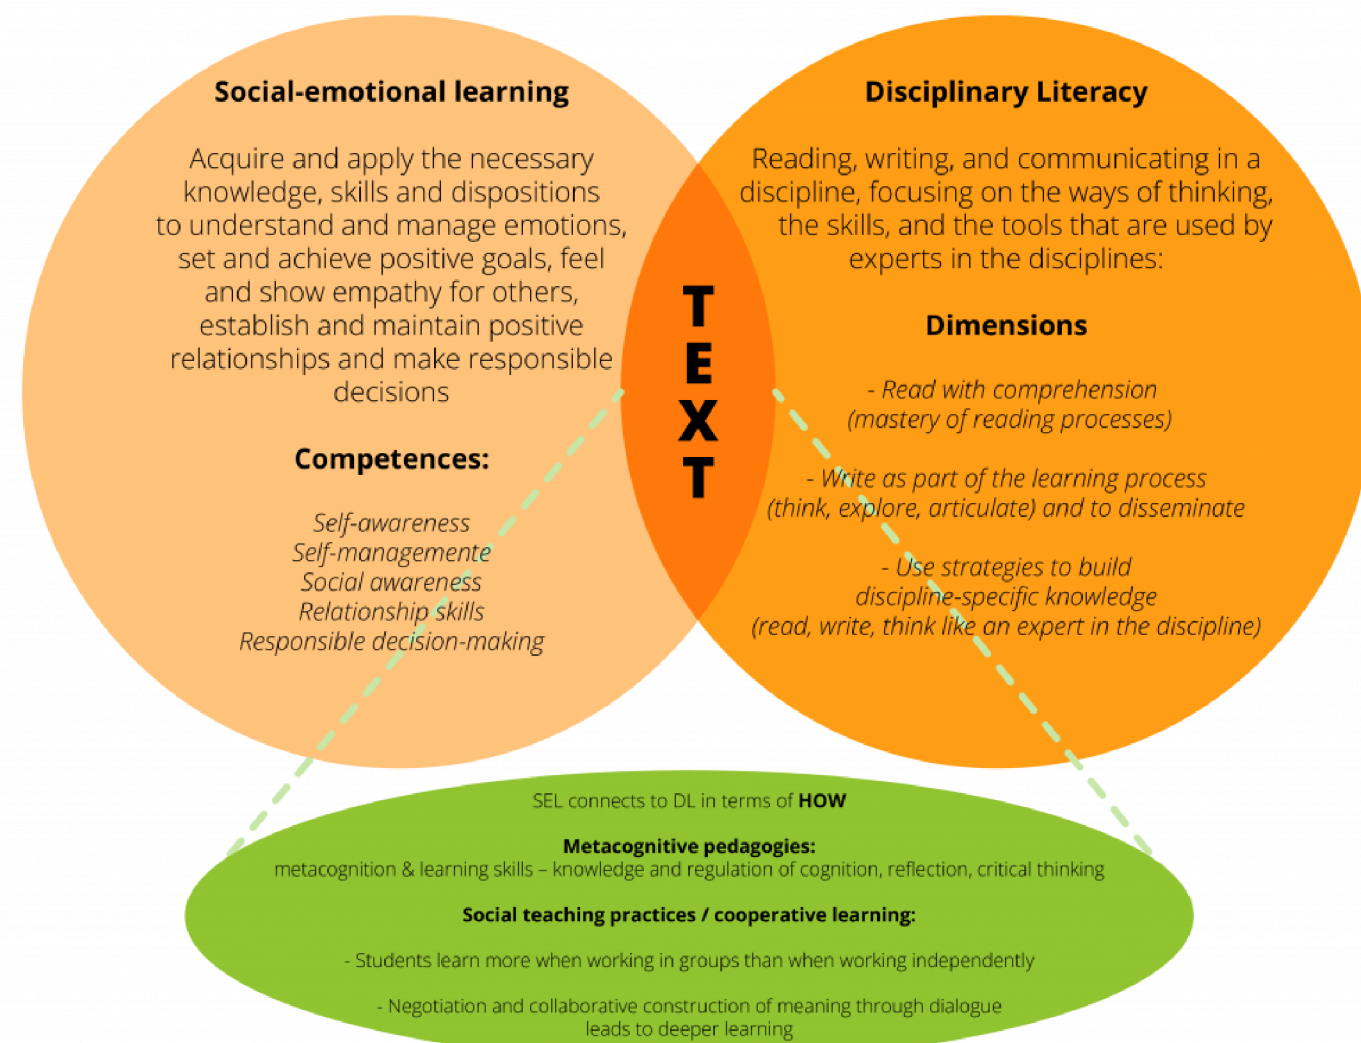 Social-emotional learning
Acquire and apply the necessary
knowledge, skills and dispositions
to understand and manage emotions,
set and achieve positive goals, feel
and show empathy for others,
establish and maintain positive
relationships and make responsible
decisions
Competences:
Self-awareness
Self-managemente
Social awareness
Relationship skills
Responsible decision-making
T
E
X
T
Disciplinary Literacy
Reading, writing, and communicating in a
discipline, focusing on the ways of thinking,
the skills, and the tools that are used by
experts in the disciplines:
Dimensions
- Read with comprehension
(mastery of reading processes)
- Write as part of the learning process
(think, explore, articulate) and to disseminate
- Use strategies to build
discipline-specific knowledge
(read, write, think like an expert in the discipline)
SEL connects to DL in terms of HOW
Metacognitive pedagogies:
metacognition & learning skills – knowledge and regulation of cognition, reflection, critical thinking
Social teaching practices / cooperative learning:
- Students learn more when working in groups than when working independently
- Negotiation and collaborative construction of meaning through dialogue
leads to deeper learning